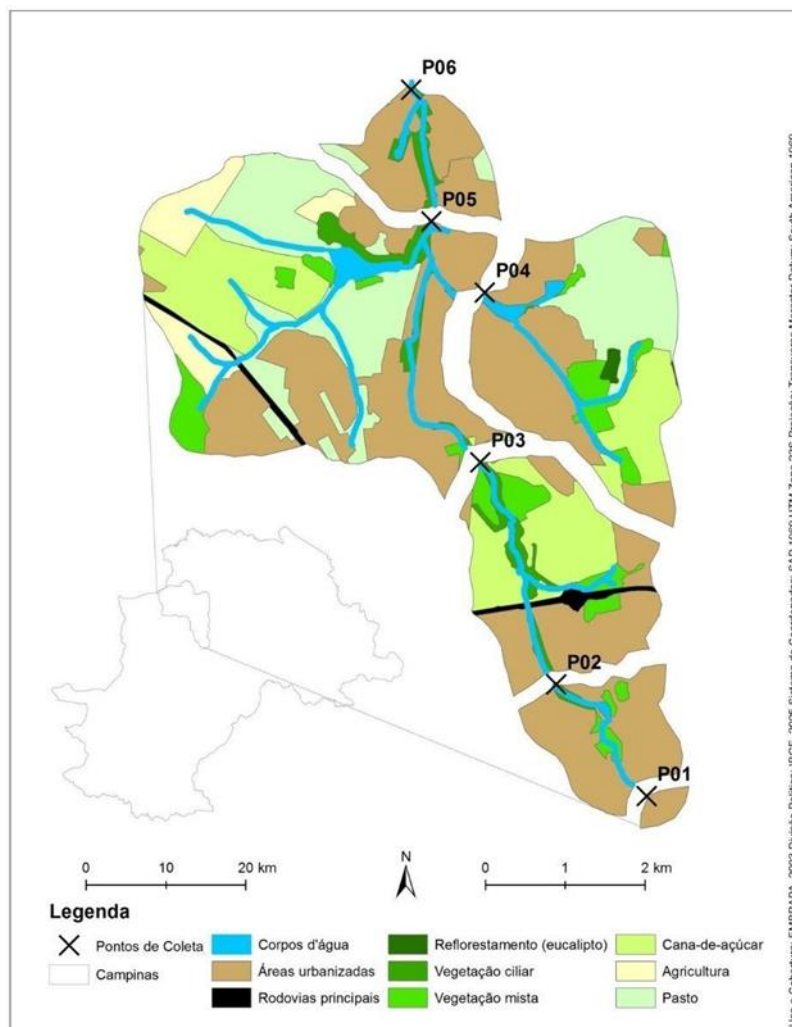 P06
P05
P04
P03
P02
P01
0 10 20 km
N
0 1 2 km
Legenda
Pontos de Coleta
Campinas
Corpos d'água
Áreas urbanizadas
Rodovias principais
Reflorestamento (eucalipto)
Vegetação ciliar
Vegetação mista
Cana-de-açúcar
Agricultura
Pasto